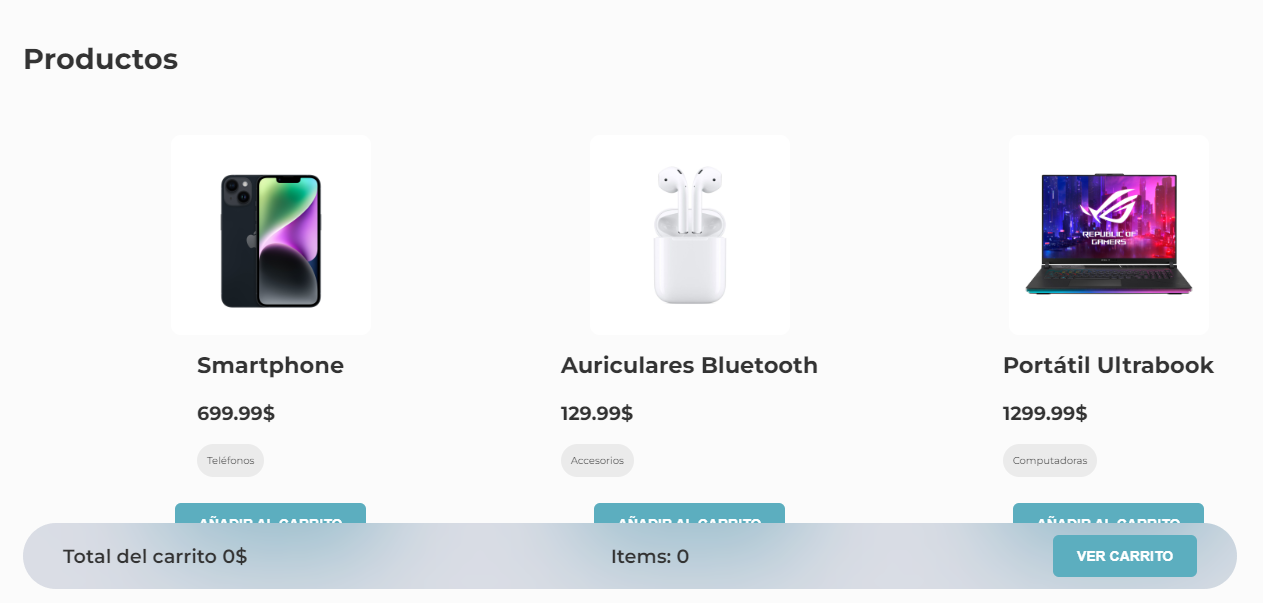 Productos
REPUBLIC OF
GAMERS
Smartphone
Auriculares Bluetooth
Portátil Ultrabook
699.99$
129.99$
1299.99$
Teléfonos
Accesorios
Computadoras
AÑADIR AL CARRITO
AÑADIR AL CARRITO
AÑADIR AL CARRITO
Total del carrito 0$
Items: 0
VER CARRITO